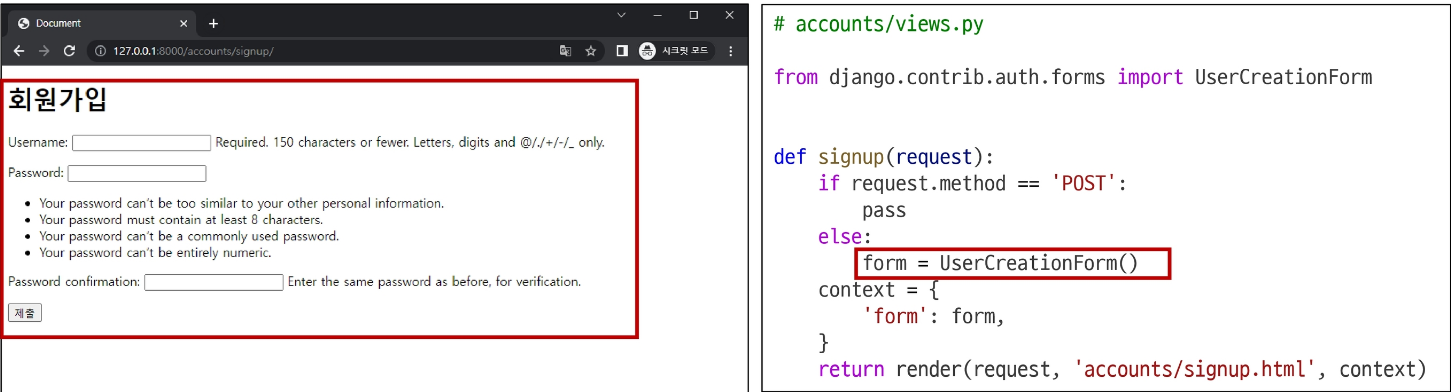 Document
127.0.0.1:8000/accounts/signup/
시크릿 모드
회원가입
Username: Required. 150 characters or fewer. Letters, digits and @/./+/-/_ only.
Password:
• Your password can't be too similar to your other personal information.
• Your password must contain at least 8 characters.
• Your password can't be a commonly used password.
• Your password can't be entirely numeric.
Password confirmation: Enter the same password as before, for verification.
제출
# accounts/views.py
from django.contrib.auth.forms import UserCreationForm
def signup(request):
    if request.method == 'POST':
        pass
    else:
        form = UserCreationForm()
    context = {
        'form': form,
    }
    return render(request, 'accounts/signup.html', context)